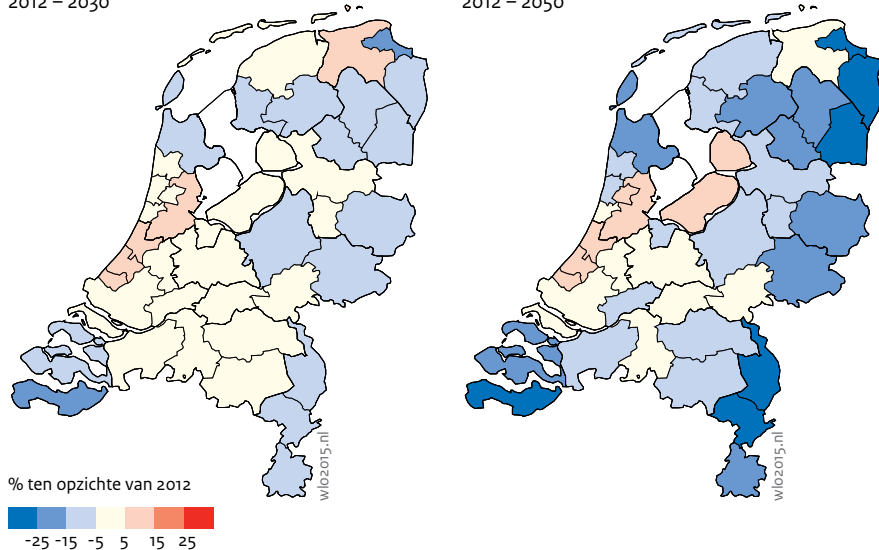 2012 – 2030
2012 – 2050
wlo2015.nl
wlo2015.nl
% ten opzichte van 2012
-25 -15 -5 5 15 25